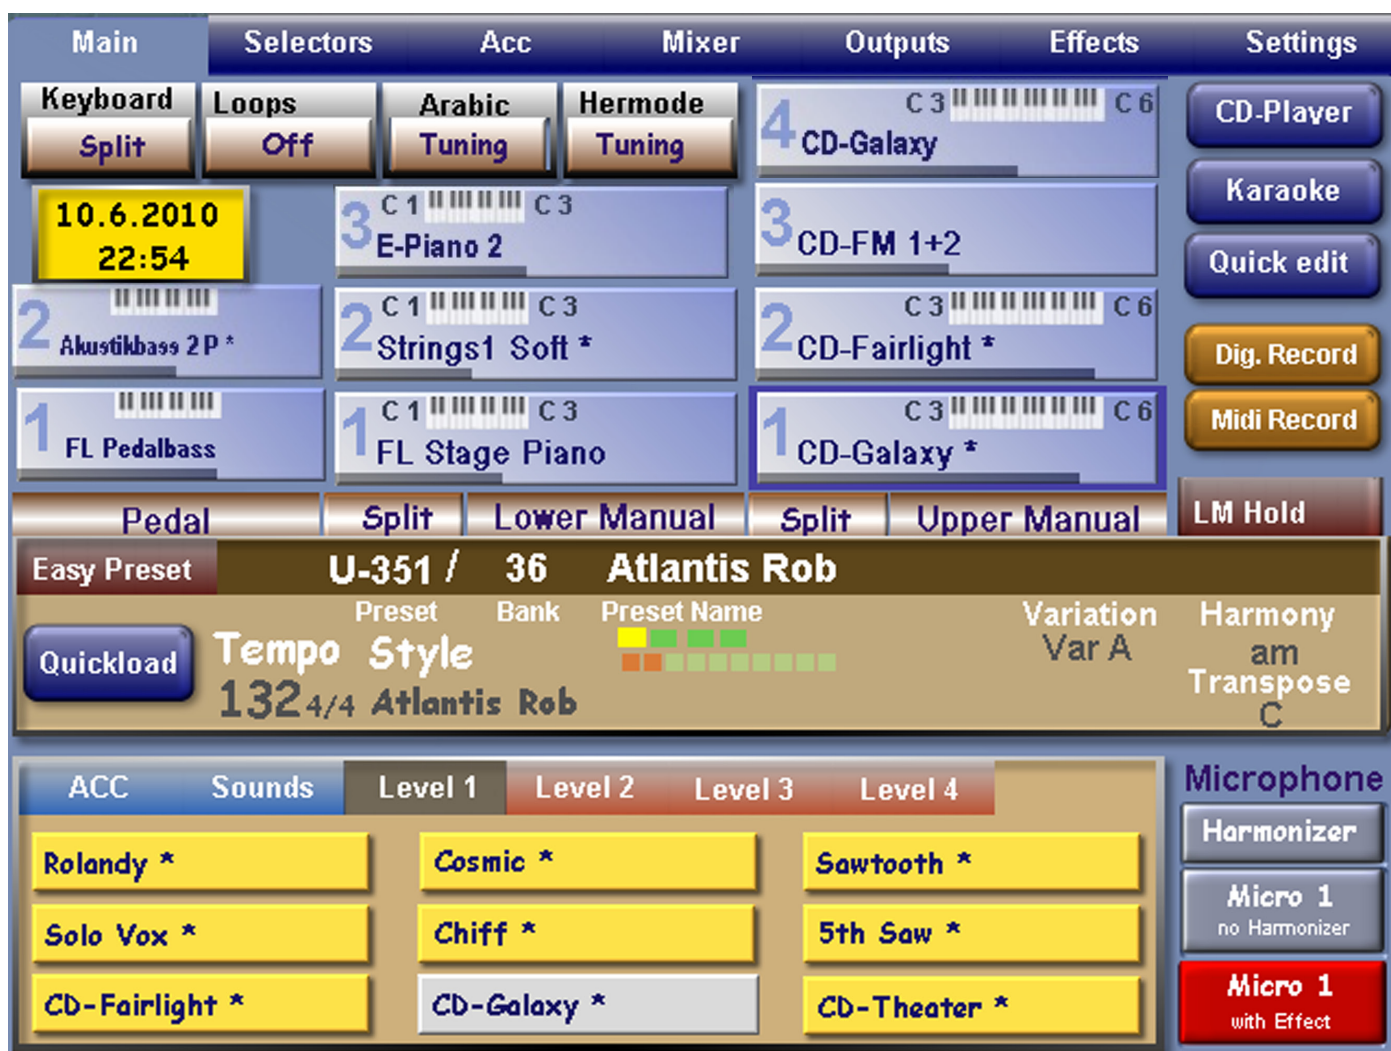 Main Selectors Acc Mixer Outputs Effects Settings
Keyboard Loops Arabic Hermode
Split Off Tuning Tuning
4 C 3 C 6
CD-Galaxy
CD-Player
10.6.2010
22:54
3 C 1 C 3
E-Piano 2
3
CD-FM 1+2
Karaoke
Quick edit
2
Akustikbass 2 P *
2 C 1 C 3
Strings1 Soft *
2 C 3 C 6
CD-Fairlight *
Dig. Record
1
FL Pedalbass
1 C 1 C 3
FL Stage Piano
1 C 3 C 6
CD-Galaxy *
Midi Record
Pedal Split Lower Manual Split Upper Manual
LM Hold
Easy Preset U-351 / 36 Atlantis Rob
Preset Bank Preset Name Variation Harmony
Quickload Tempo Style Var A am
132 4/4 Atlantis Rob Transpose
C
ACC Sounds Level 1 Level 2 Level 3 Level 4
Microphone
Rolandy * Cosmic * Sawtooth *
Harmonizer
Solo Vox * Chiff * 5th Saw *
Micro 1
no Harmonizer
CD-Fairlight * CD-Galaxy * CD-Theater *
Micro 1
with Effect